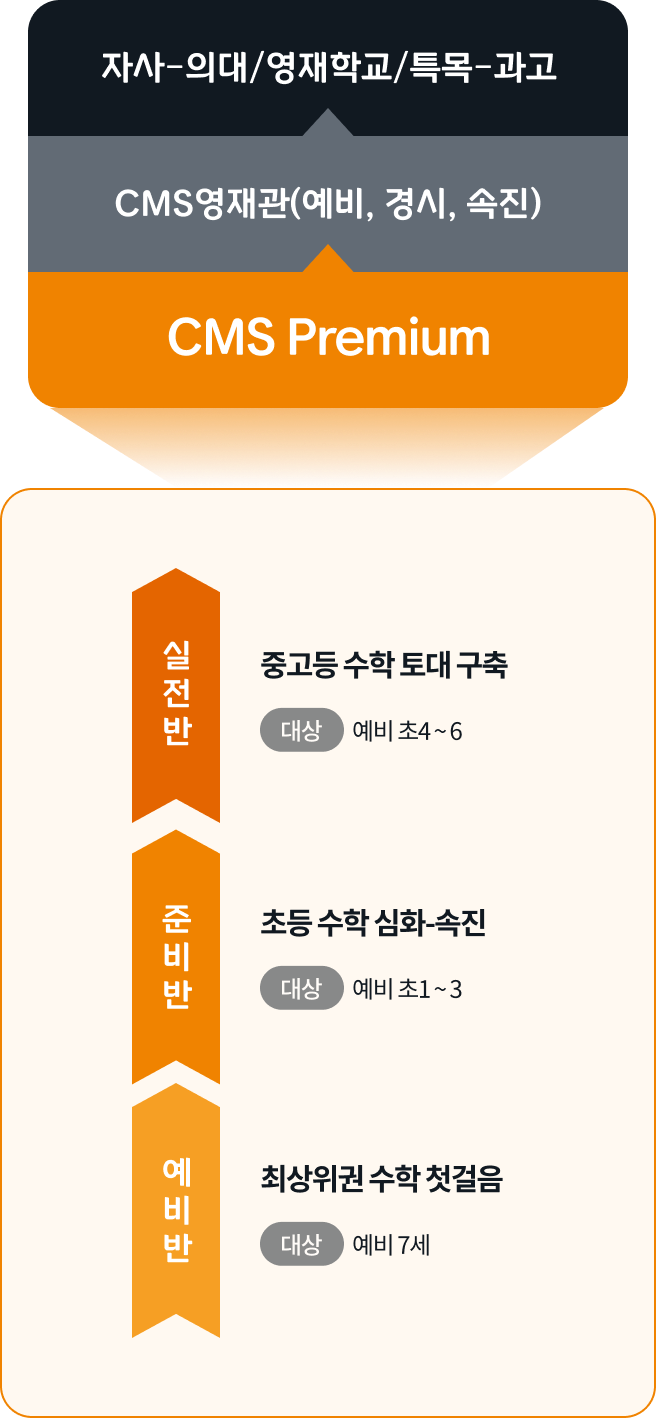 자사-의대/영재학교/특목-과고
CMS영재관(예비, 경시, 속진)
CMS Premium
실전반
중고등 수학 토대 구축
대상 예비 초4~6
준비반
초등 수학 심화-속진
대상 예비 초1~3
예비반
최상위권 수학 첫걸음
대상 예비 7세